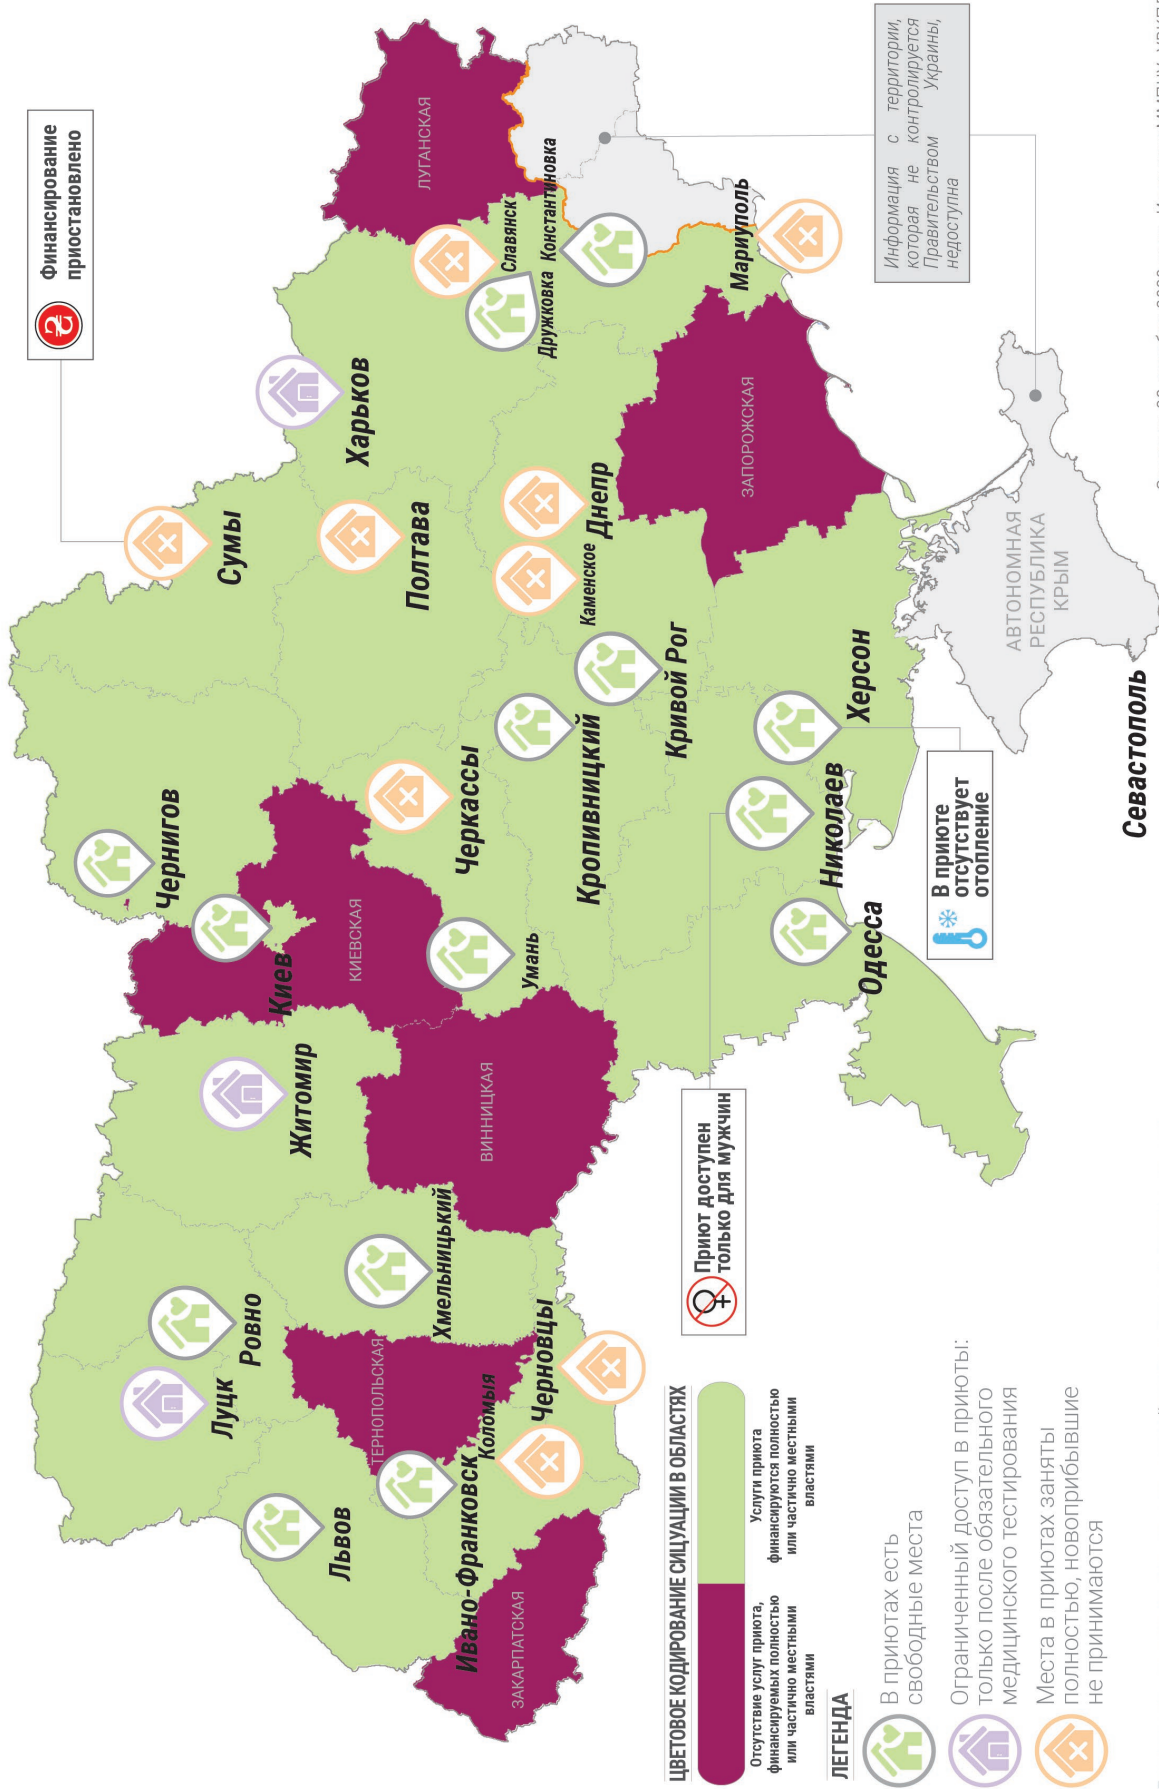 Финансирование
приостановлено
ЛУГАНСКАЯ
Сумы
Харьков
Славянск
Дружковка
Константиновка
Полтава
Чернигов
Днепр
Каменское
Мариуполь
Информация с территории,
которая не контролируется
Правительством Украины,
недоступна
ЗАПОРОЖСКАЯ
Киев
КИЕВСКАЯ
Черкассы
Умань
Кропивницкий
Кривой Рог
Житомир
ВИННИЦКАЯ
Херсон
Николаев
Одесса
АВТОНОМНАЯ
РЕСПУБЛИКА
КРЫМ
Севастополь
В приюте
отсутствует
отопление
Приют доступен
только для мужчин
Ровно
Луцк
Хмельницький
ТЕРНОПОЛЬСКАЯ
Львов
Ивано-Франковск
Коломыя
Черновцы
ЗАКАРПАТСКАЯ
ЦВЕТОВОЕ КОДИРОВАНИЕ СИЦУАЦИИ В ОБЛАСТЯХ
Отсутствие услуг приюта,
финансируемых полностью
или частично местными
властями
Услуги приюта
финансируются полностью
или частично местными
властями
ЛЕГЕНДА
В приютах есть
свободные места
Ограниченный доступ в приюты:
только после обязательного
медицинского тестирования
Места в приютах заняты
полностью, новоприбывшие
не принимаются